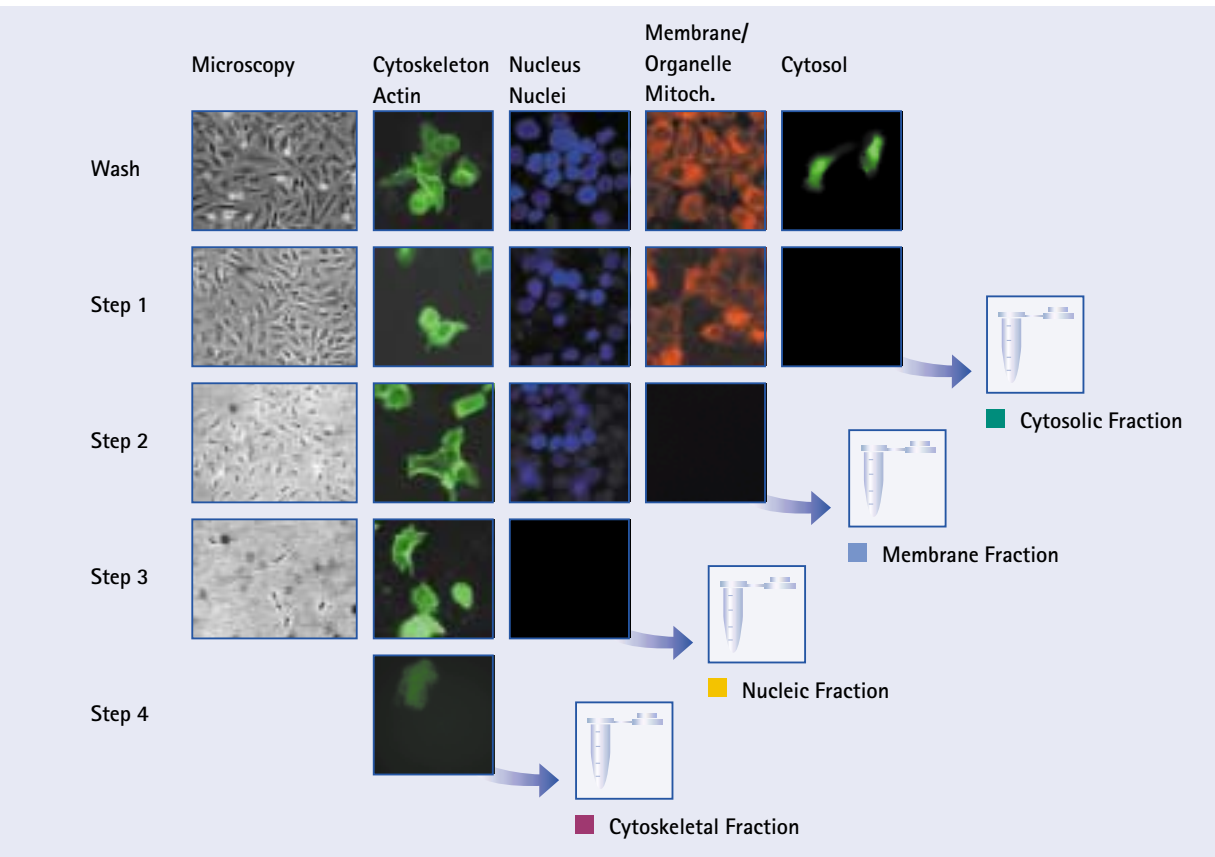 Microscopy
Cytoskeleton
Actin
Nucleus
Nuclei
Membrane/
Organelle
Mitoch.
Cytosol
Wash
Step 1
Cytosolic Fraction
Step 2
Membrane Fraction
Step 3
Nucleic Fraction
Step 4
Cytoskeletal Fraction